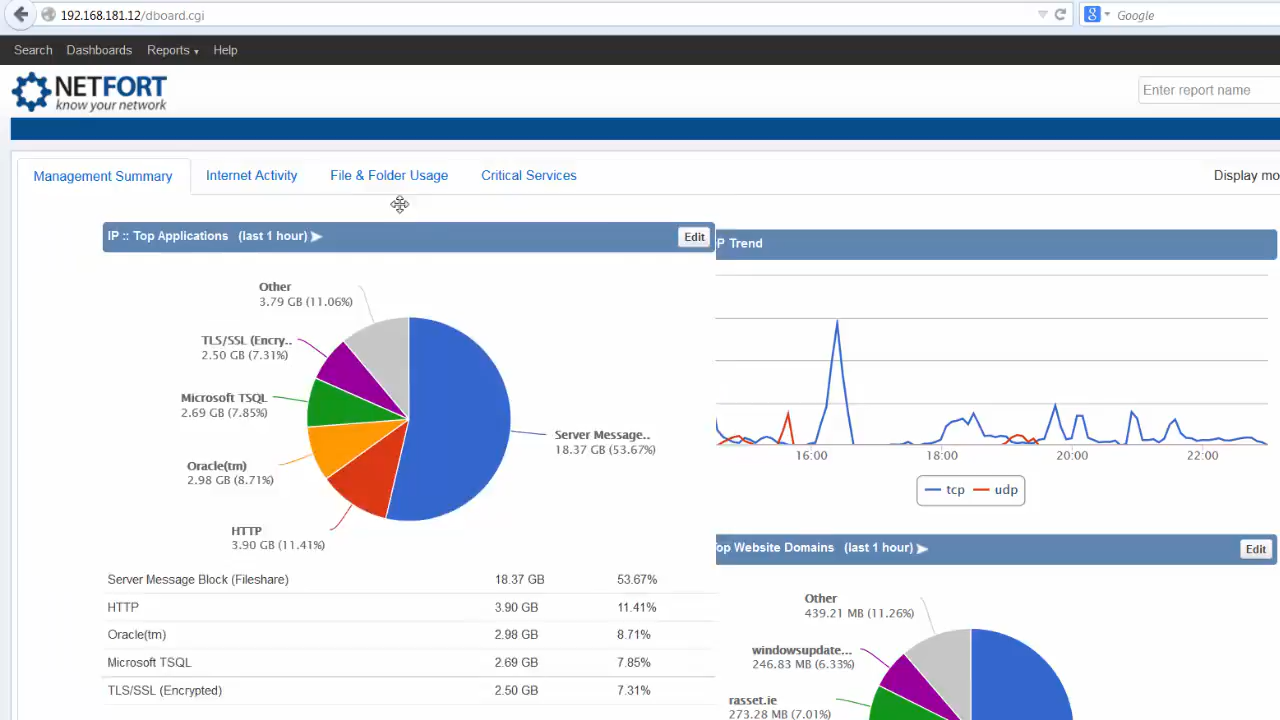 192.168.181.12/dboard.cgi
Google
Search Dashboards Reports Help
NETFORT
know your network
Enter report name
Management Summary Internet Activity File & Folder Usage Critical Services Display mo
IP :: Top Applications (last 1 hour)
Edit
P Trend
Other
3.79 GB (11.06%)
TLS/SSL (Encry..
2.50 GB (7.31%)
Microsoft TSQL
2.69 GB (7.85%)
Oracle(tm)
2.98 GB (8.71%)
HTTP
3.90 GB (11.41%)
Server Message..
18.37 GB (53.67%)
16:00 18:00 20:00 22:00
tcp udp
Server Message Block (Fileshare) 18.37 GB 53.67%
HTTP 3.90 GB 11.41%
Oracle(tm) 2.98 GB 8.71%
Microsoft TSQL 2.69 GB 7.85%
TLS/SSL (Encrypted) 2.50 GB 7.31%
op Website Domains (last 1 hour)
Edit
Other
439.21 MB (11.26%)
windowsupdate...
246.83 MB (6.33%)
rasset.ie
273.28 MB (7.01%)